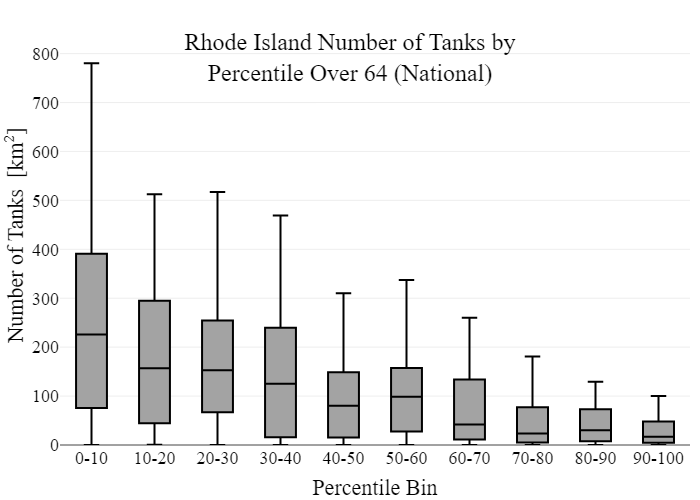 Rhode Island Number of Tanks by
Percentile Over 64 (National)
Number of Tanks [km²]
800
700
600
500
400
300
200
100
0
0-10 10-20 20-30 30-40 40-50 50-60 60-70 70-80 80-90 90-100
Percentile Bin